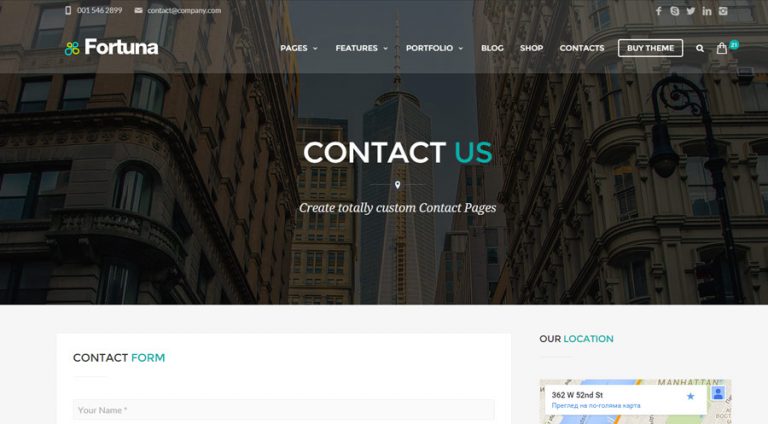 001 546 2899 contact@company.com
Fortuna
PAGES FEATURES PORTFOLIO BLOG SHOP CONTACTS BUY THEME 21
CONTACT US
Create totally custom Contact Pages
CONTACT FORM
Your Name *
OUR LOCATION
MANHATTAN
362 W 52nd St
Преглед на по-голяма карта